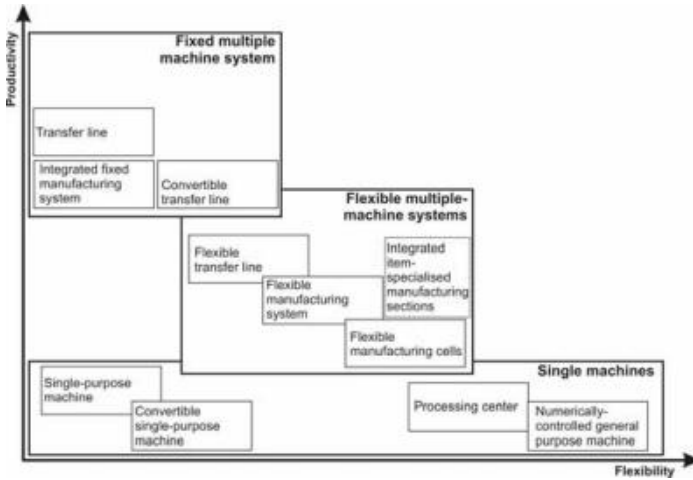 Productivity
Fixed multiple
machine system
Transfer line
Integrated fixed
manufacturing
system
Convertible
transfer line
Flexible multiple-
machine systems
Flexible
transfer line
Integrated
item-
specialised
manufacturing
sections
Flexible
manufacturing
system
Flexible
manufacturing cells
Single machines
Single-purpose
machine
Convertible
single-purpose
machine
Processing center
Numerically-
controlled general
purpose machine
Flexibility